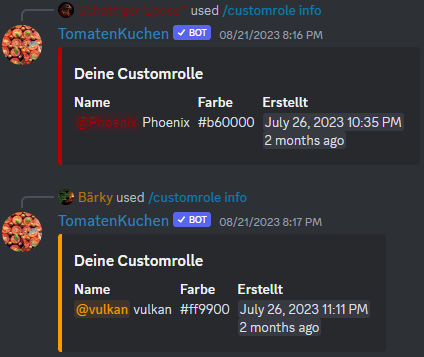 used /customrole info
TomatenKuchen BOT 08/21/2023 8:16 PM
Deine Customrolle
Name Farbe Erstellt
@Phoenix Phoenix #b60000 July 26, 2023 10:35 PM
2 months ago
Bärky used /customrole info
TomatenKuchen BOT 08/21/2023 8:17 PM
Deine Customrolle
Name Farbe Erstellt
@vulkan vulkan #ff9900 July 26, 2023 11:11 PM
2 months ago